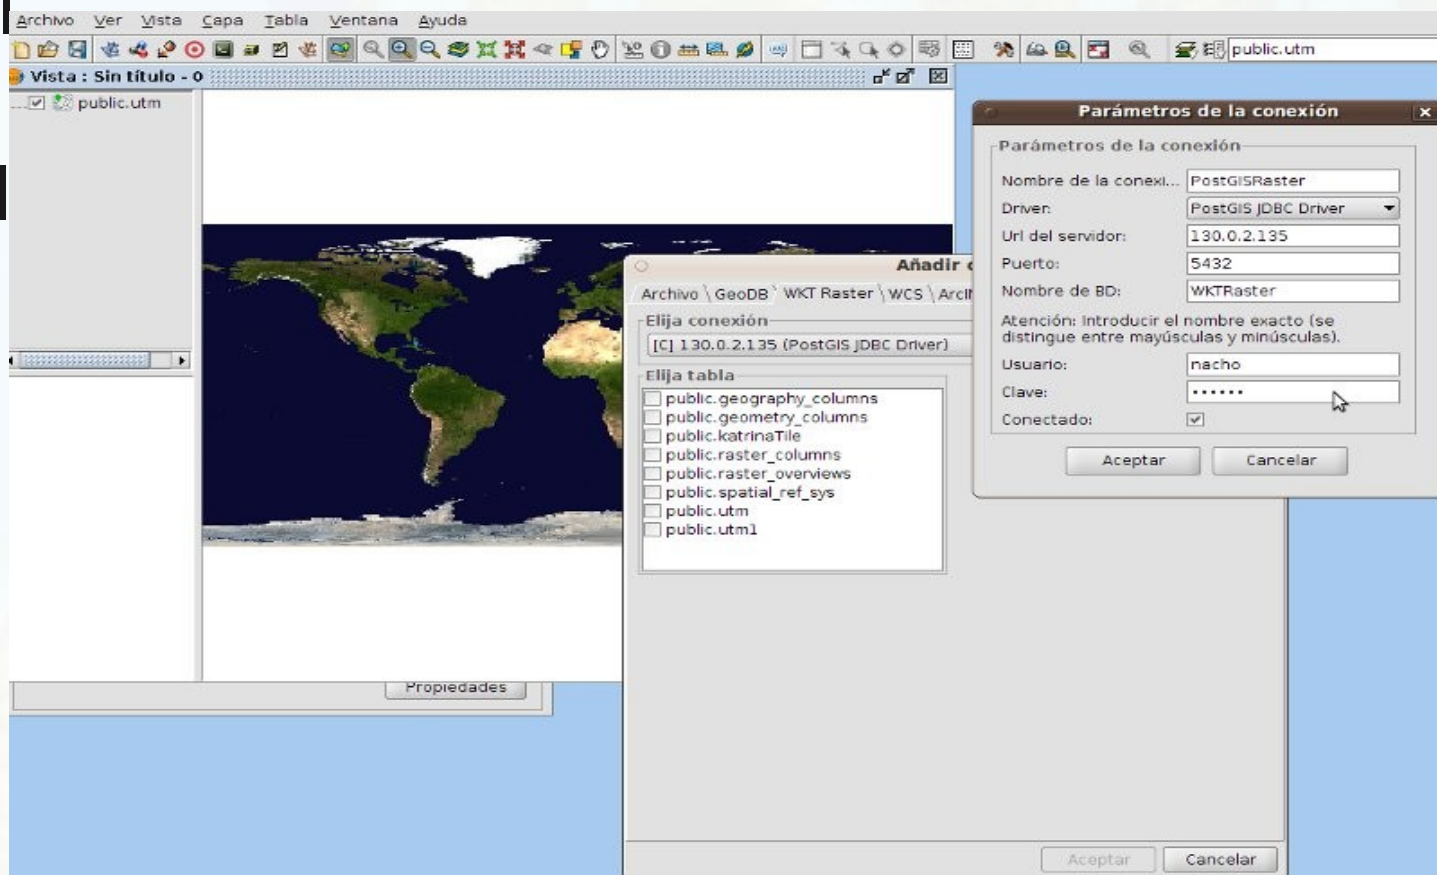 Archivo Ver Vista Capa Tabla Ventana Ayuda
public.utm
Vista : Sin título - 0
public.utm
Propiedades
Añadir
Archivo GeoDB WKT Raster WCS
Elija conexión
[C] 130.0.2.135 (PostGIS JDBC Driver)
Elija tabla
public.geography_columns
public.geometry_columns
public.katrinaTile
public.raster_columns
public.raster_overviews
public.spatial_ref_sys
public.utm
public.utm1
Aceptar Cancelar
Parámetros de la conexión
Parámetros de la conexión
Nombre de la conexi... PostGISRaster
Driver: PostGIS JDBC Driver
Url del servidor: 130.0.2.135
Puerto: 5432
Nombre de BD: WKTRaster
Atención: Introducir el nombre exacto (se
distingue entre mayúsculas y minúsculas).
Usuario: nacho
Clave: ••••••
Conectado:
Aceptar Cancelar